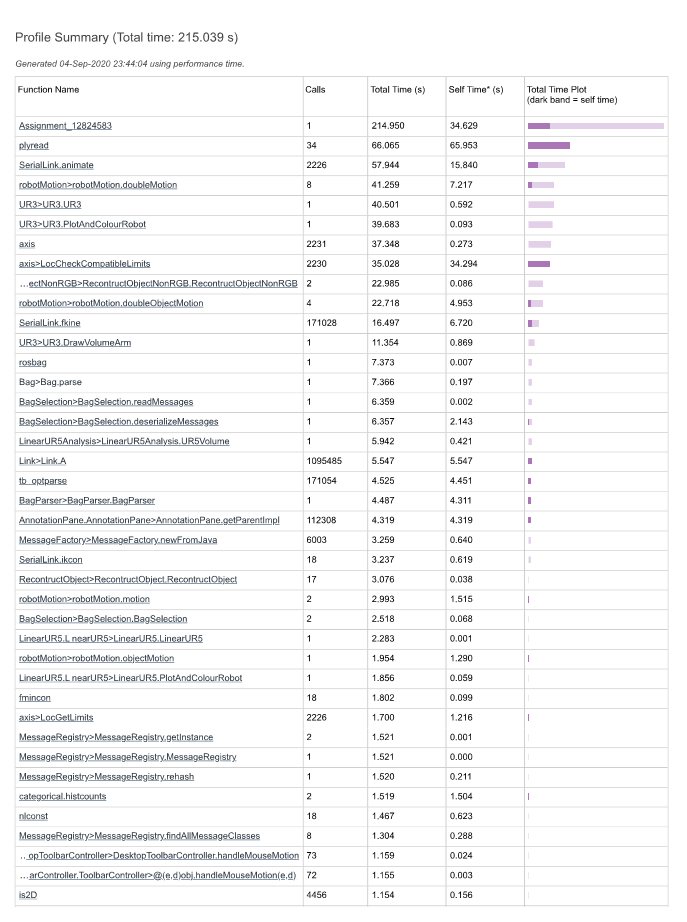 Profile Summary (Total time: 215.039 s)
Generated 04-Sep-2020 23:44:04 using performance time.
Function Name Calls Total Time (s) Self Time* (s) Total Time Plot
(dark band = self time)
Assignment_12824583 1 214.950 34.629
plyread 34 66.065 65.953
SerialLink.animate 2226 57.944 15.840
robotMotion>robotMotion.doubleMotion 8 41.259 7.217
UR3>UR3.UR3 1 40.501 0.592
UR3>UR3.PlotAndColourRobot 1 39.683 0.093
axis 2231 37.348 0.273
axis>LocCheckCompatibleLimits 2230 35.028 34.294
...ectNonRGB>RecontructObjectNonRGB.RecontructObjectNonRGB 2 22.985 0.086
robotMotion>robotMotion.doubleObjectMotion 4 22.718 4.953
SerialLink.fkine 171028 16.497 6.720
UR3>UR3.DrawVolumeArm 1 11.354 0.869
rosbag 1 7.373 0.007
Bag>Bag.parse 1 7.366 0.197
BagSelection>BagSelection.readMessages 1 6.359 0.002
BagSelection>BagSelection.deserializeMessages 1 6.357 2.143
LinearUR5Analysis>LinearUR5Analysis.UR5Volume 1 5.942 0.421
Link>Link.A 1095485 5.547 5.547
tb_optparse 171054 4.525 4.451
BagParser>BagParser.BagParser 1 4.487 4.311
AnnotationPane.AnnotationPane>AnnotationPane.getParentImpl 112308 4.319 4.319
MessageFactory>MessageFactory.newFromJava 6003 3.259 0.640
SerialLink.ikcon 18 3.237 0.619
RecontructObject>RecontructObject.RecontructObject 17 3.076 0.038
robotMotion>robotMotion.motion 2 2.993 1.515
BagSelection>BagSelection.BagSelection 2 2.518 0.068
LinearUR5.L nearUR5>LinearUR5.LinearUR5 1 2.283 0.001
robotMotion>robotMotion.objectMotion 1 1.954 1.290
LinearUR5.L nearUR5>LinearUR5.PlotAndColourRobot 1 1.856 0.059
fmincon 18 1.802 0.099
axis>LocGetLimits 2226 1.700 1.216
MessageRegistry>MessageRegistry.getInstance 2 1.521 0.001
MessageRegistry>MessageRegistry.MessageRegistry 1 1.521 0.000
MessageRegistry>MessageRegistry.rehash 1 1.520 0.211
categorical.histcounts 2 1.519 1.504
nlconst 18 1.467 0.623
MessageRegistry>MessageRegistry.findAllMessageClasses 8 1.304 0.288
...opToolbarController>DesktopToolbarController.handleMouseMotion 73 1.159 0.024
...arController.ToolbarController>@(e,d)obj.handleMouseMotion(e,d) 72 1.155 0.003
is2D 4456 1.154 0.156